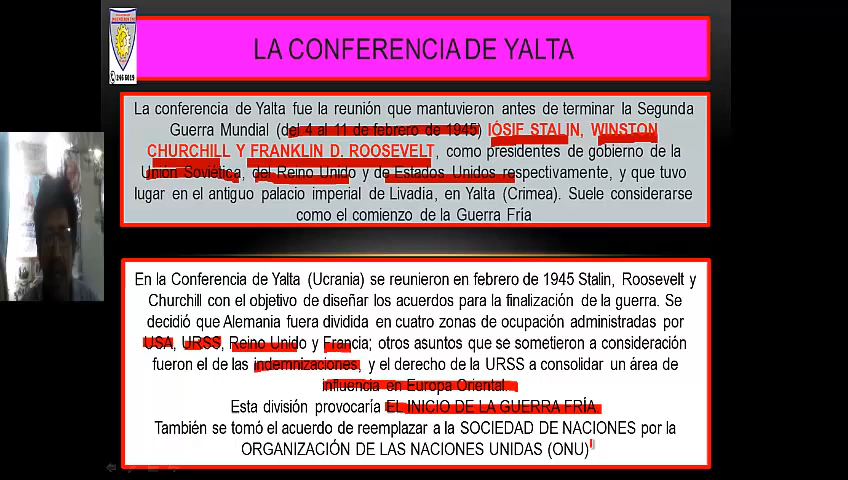 LA CONFERENCIA DE YALTA
246 6019
La conferencia de Yalta fue la reunión que mantuvieron antes de terminar la Segunda
Guerra Mundial (del 4 al 11 de febrero de 1945) IÓSIF STALIN, WINSTON
CHURCHILL Y FRANKLIN D. ROOSEVELT, como presidentes de gobierno de la
Unión Soviética, del Reino Unido y de Estados Unidos respectivamente, y que tuvo
lugar en el antiguo palacio imperial de Livadia, en Yalta (Crimea). Suele considerarse
como el comienzo de la Guerra Fría
En la Conferencia de Yalta (Ucrania) se reunieron en febrero de 1945 Stalin, Roosevelt y
Churchill con el objetivo de diseñar los acuerdos para la finalización de la guerra. Se
decidió que Alemania fuera dividida en cuatro zonas de ocupación administradas por
USA, URSS, Reino Unido y Francia; otros asuntos que se sometieron a consideración
fueron el de las indemnizaciones, y el derecho de la URSS a consolidar un área de
influencia en Europa Oriental.
Esta división provocaría EL INICIO DE LA GUERRA FRÍA.
También se tomó el acuerdo de reemplazar a la SOCIEDAD DE NACIONES por la
ORGANIZACIÓN DE LAS NACIONES UNIDAS (ONU)